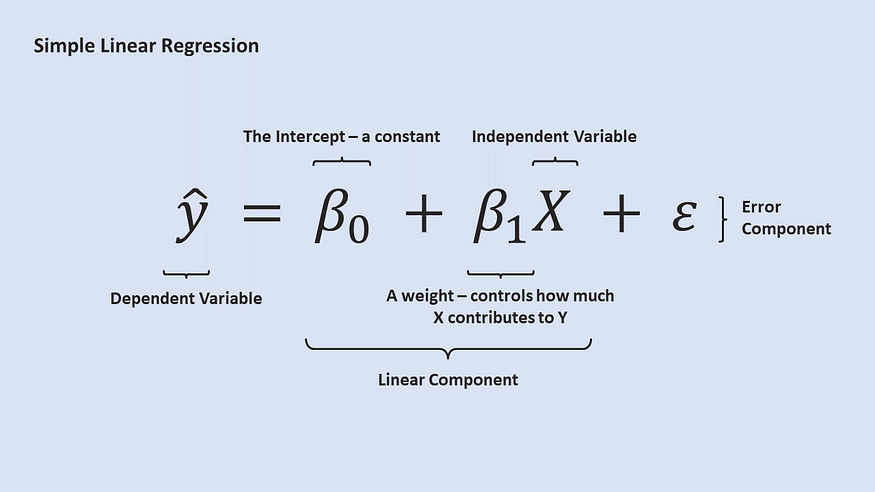 Simple Linear Regression
The Intercept – a constant
Independent Variable
ŷ = β₀ + β₁X + ε
Error
Component
Dependent Variable
A weight – controls how much
X contributes to Y
Linear Component